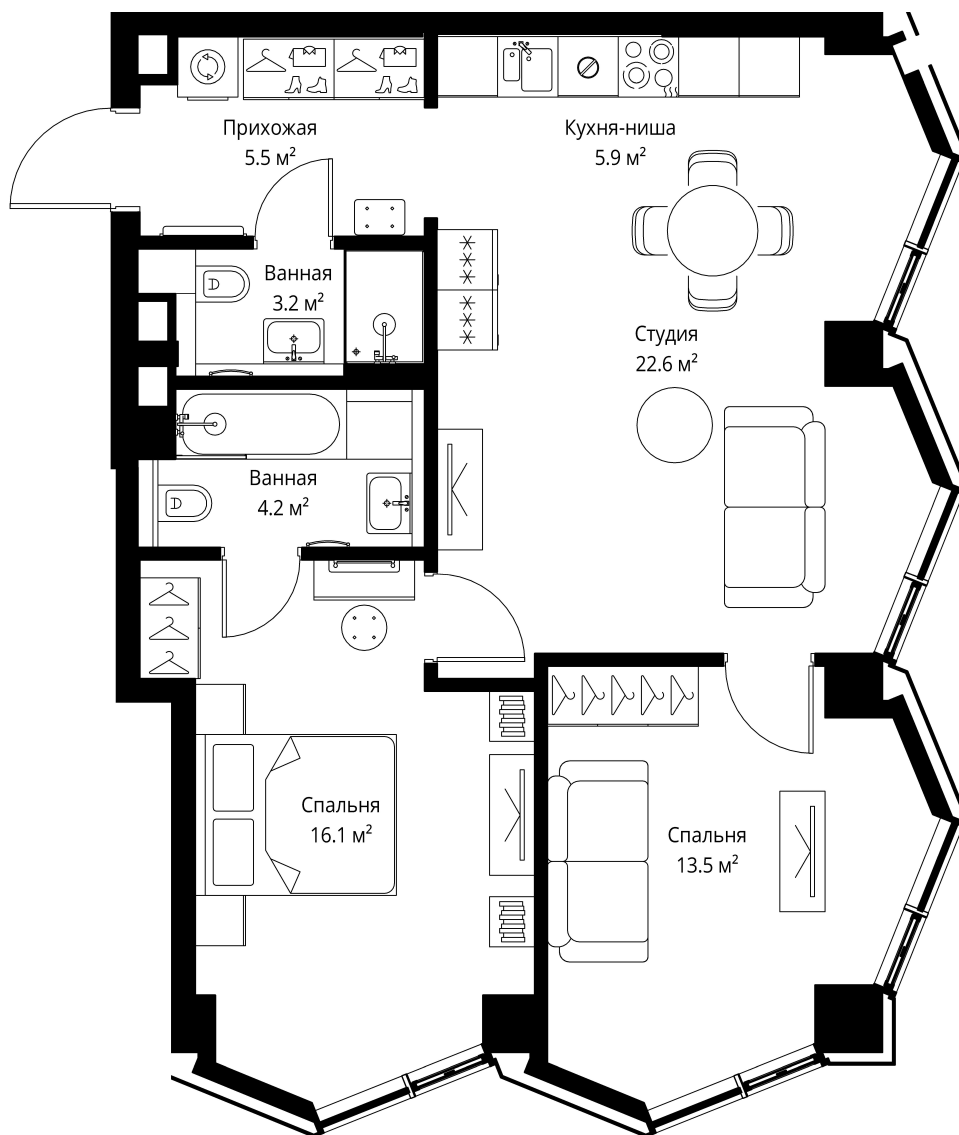 Прихожая
5.5 м²
Кухня-ниша
5.9 м²
Ванная
3.2 м²
Студия
22.6 м²
Ванная
4.2 м²
Спальня
16.1 м²
Спальня
13.5 м²